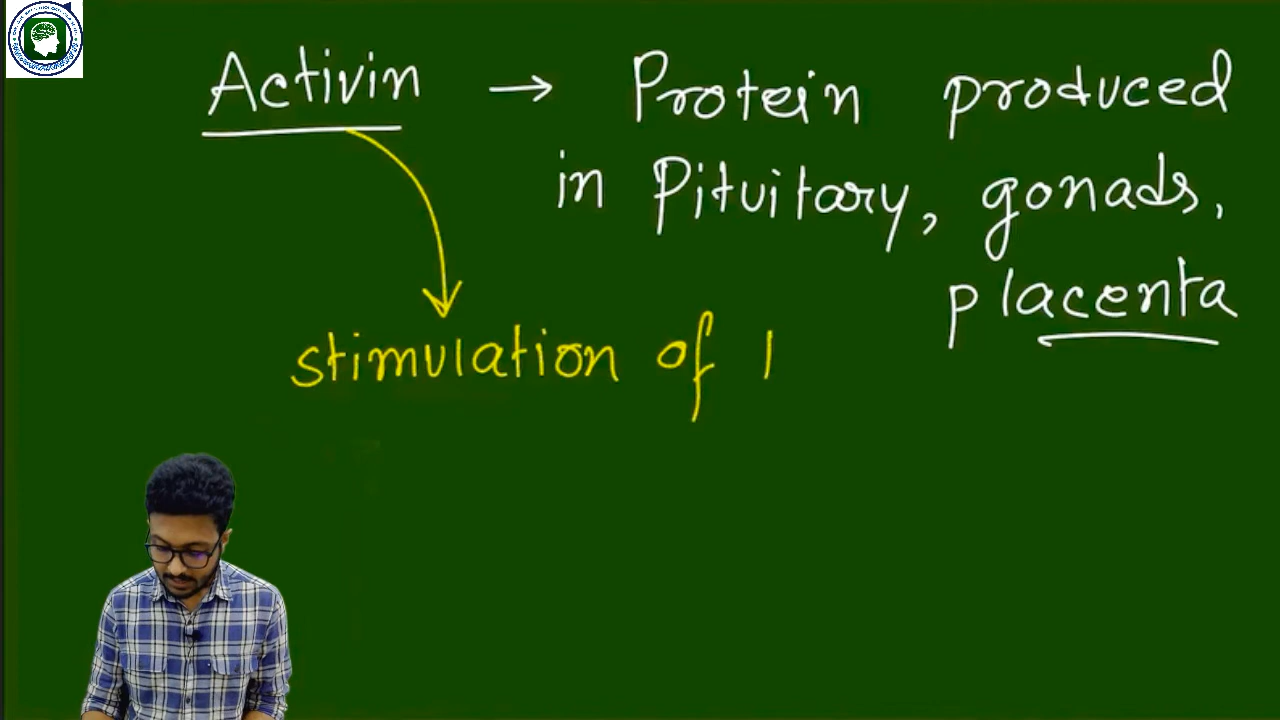 Activin → Protein produced
in Pituitary, gonads,
placenta
stimulation of